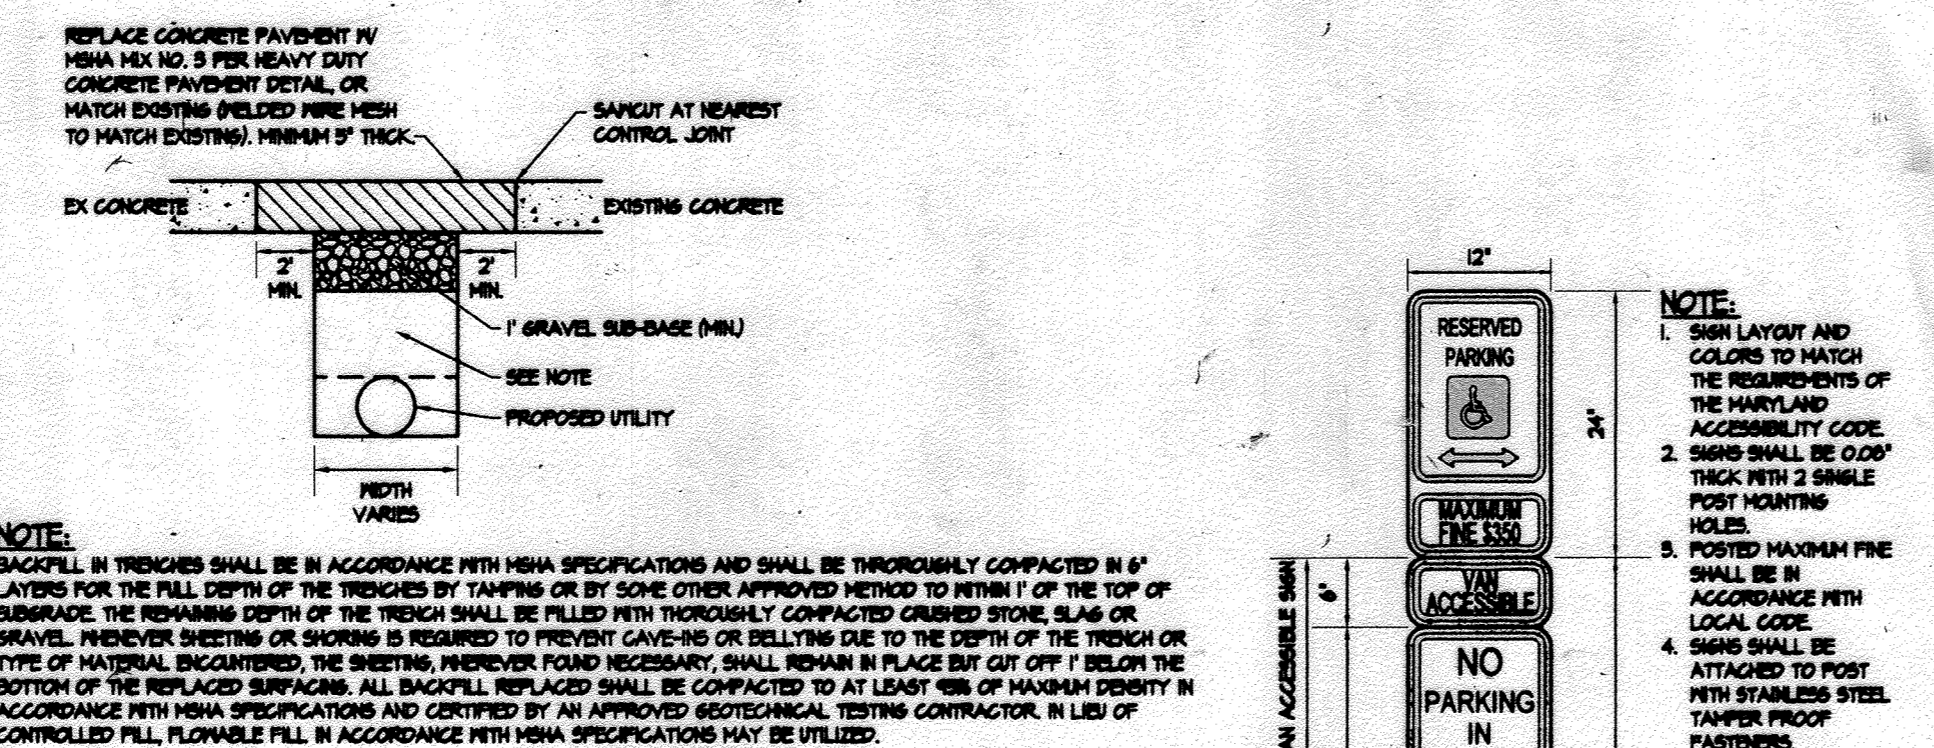 REPLACE CONCRETE PAVEMENT W/
MSHA MIX NO. 3 PER HEAVY DUTY
CONCRETE PAVEMENT DETAIL, OR
MATCH EXISTING (WELDED WIRE MESH
TO MATCH EXISTING). MINIMUM 5" THICK.
SAWCUT AT NEAREST
CONTROL JOINT
EX CONCRETE
EXISTING CONCRETE
2'
MIN.
2'
MIN.
1' GRAVEL SUB-BASE (MIN.)
SEE NOTE
PROPOSED UTILITY
WIDTH
VARIES
NOTE:
BACKFILL IN TRENCHES SHALL BE IN ACCORDANCE WITH MSHA SPECIFICATIONS AND SHALL BE THROROUGHLY COMPACTED IN 6"
LAYERS FOR THE FULL DEPTH OF THE TRENCHES BY TAMPING OR BY SOME OTHER APPROVED METHOD TO WITHIN 1' OF THE TOP OF
SUBGRADE. THE REMAINING DEPTH OF THE TRENCH SHALL BE FILLED WITH THOROUGHLY COMPACTED CRUSHED STONE, SLAG OR
GRAVEL. WHENEVER SHEETING OR SHORING IS REQUIRED TO PREVENT CAVE-INS OR BELLYING DUE TO THE DEPTH OF THE TRENCH OR
TYPE OF MATERIAL ENCOUNTERED, THE SHEETING, WHEREVER FOUND NECESSARY, SHALL REMAIN IN PLACE BUT CUT OFF 1' BELOW THE
BOTTOM OF THE REPLACED SURFACING. ALL BACKFILL REPLACED SHALL BE COMPACTED TO AT LEAST 95% OF MAXIMUM DENSITY IN
ACCORDANCE WITH MSHA SPECIFICATIONS AND CERTIFIED BY AN APPROVED GEOTECHNICAL TESTING CONTRACTOR. IN LIEU OF
CONTROLLED FILL, FLOWABLE FILL IN ACCORDANCE WITH MSHA SPECIFICATIONS MAY BE UTILIZED.
12"
RESERVED
PARKING
MAXIMUM
FINE $350
VAN
ACCESSIBLE
NO
PARKING
IN
24"
6"
AN ACCESSIBLE SIGN
NOTE:
1. SIGN LAYOUT AND
COLORS TO MATCH
THE REQUIREMENTS OF
THE MARYLAND
ACCESSIBILITY CODE.
2. SIGNS SHALL BE 0.08"
THICK WITH 2 SINGLE
POST MOUNTING
HOLES.
3. POSTED MAXIMUM FINE
SHALL BE IN
ACCORDANCE WITH
LOCAL CODE.
4. SIGNS SHALL BE
ATTACHED TO POST
WITH STAINLESS STEEL
TAMPER PROOF
FASTENERS.